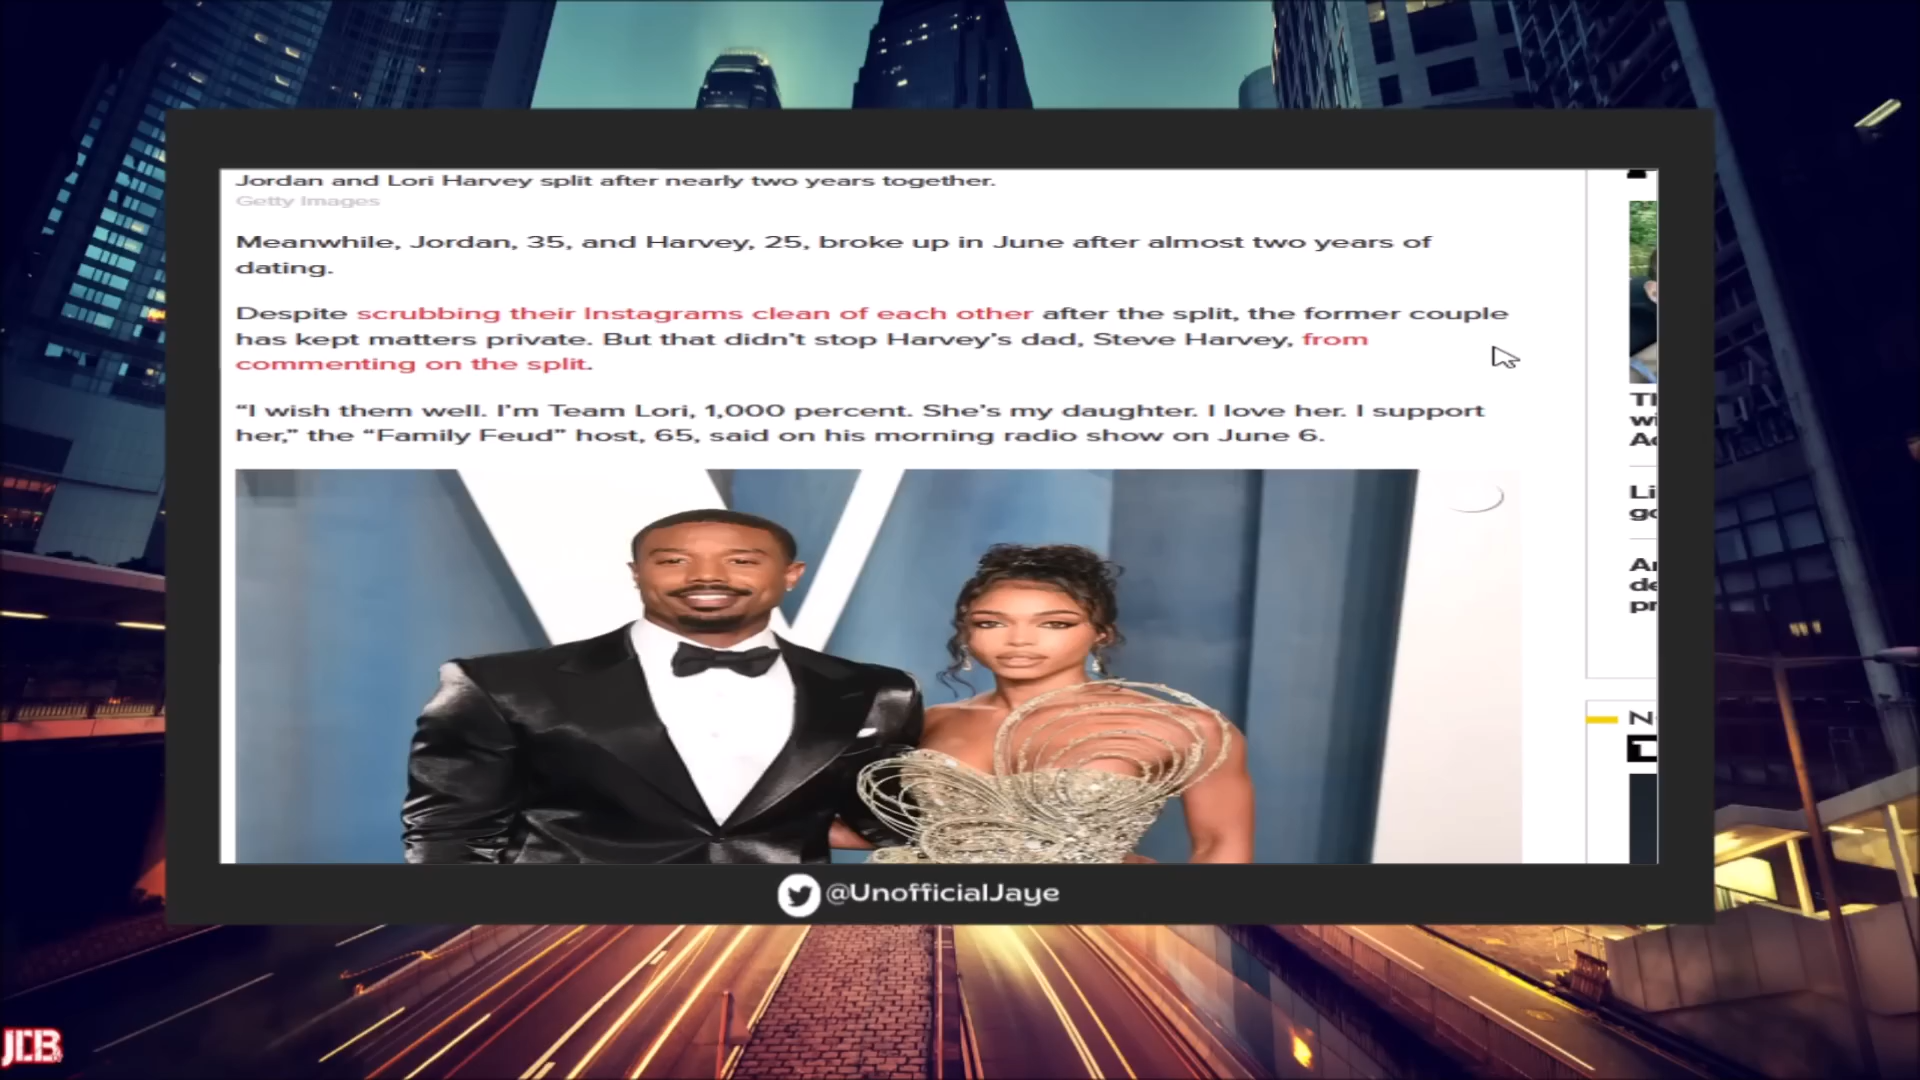 Jordan and Lori Harvey split after nearly two years together.
Getty Images
Meanwhile, Jordan, 35, and Harvey, 25, broke up in June after almost two years of
dating.
Despite scrubbing their Instagrams clean of each other after the split, the former couple
has kept matters private. But that didn’t stop Harvey’s dad, Steve Harvey, from
commenting on the split.
“I wish them well. I’m Team Lori, 1,000 percent. She’s my daughter. I love her. I support
her,” the “Family Feud” host, 65, said on his morning radio show on June 6.
@UnofficialJaye
JCB